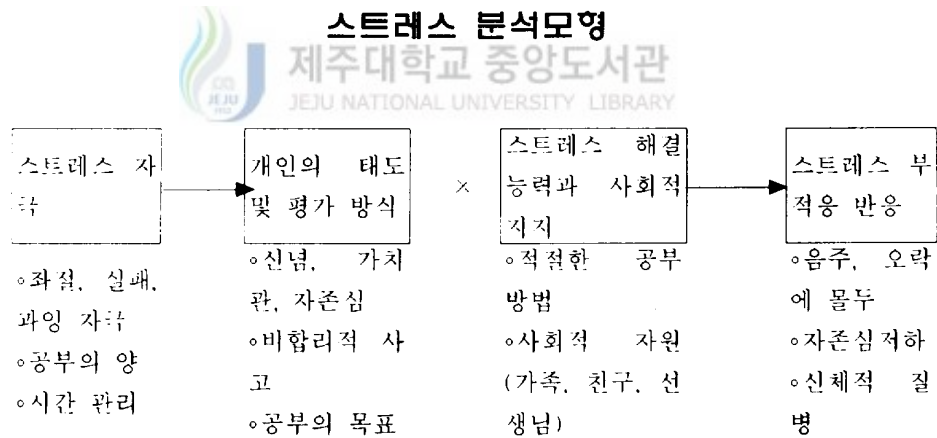 스트레스 분석모형
제주대학교 중앙도서관
JEJU NATIONAL UNIVERSITY LIBRARY
JEJU
1952
스트레스 자
극
개인의 태도
및 평가 방식
×
스트레스 해결
능력과 사회적
지지
스트레스 부
적응 반응
∘좌절, 실패,
과잉 자극
∘공부의 양
∘시간 관리
∘신념, 가치
관, 자존심
∘비합리적 사
고
∘공부의 목표
∘적절한 공부
방법
∘사회적 자원
(가족, 친구, 선
생님)
∘음주, 오락
에 몰두
∘자존심저하
∘신체적 질
병